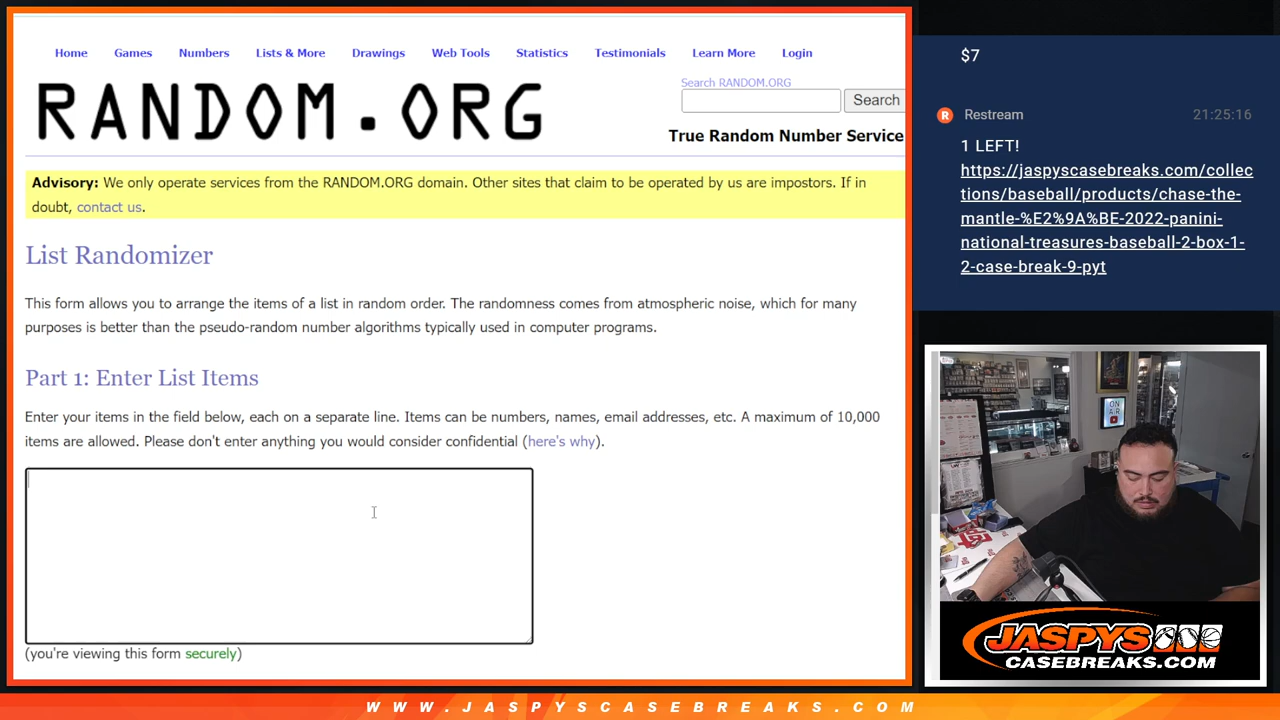 Home Games Numbers Lists & More Drawings Web Tools Statistics Testimonials Learn More Login
RANDOM.ORG
Search RANDOM.ORG
Search
True Random Number Service
Advisory: We only operate services from the RANDOM.ORG domain. Other sites that claim to be operated by us are impostors. If in
doubt, contact us.
List Randomizer
This form allows you to arrange the items of a list in random order. The randomness comes from atmospheric noise, which for many
purposes is better than the pseudo-random number algorithms typically used in computer programs.
Part 1: Enter List Items
Enter your items in the field below, each on a separate line. Items can be numbers, names, email addresses, etc. A maximum of 10,000
items are allowed. Please don't enter anything you would consider confidential (here's why).
(you're viewing this form securely)
$7
R Restream 21:25:16
1 LEFT!
https://jaspyscasebreaks.com/collec
tions/baseball/products/chase-the-
mantle-%E2%9A%BE-2022-panini-
national-treasures-baseball-2-box-1-
2-case-break-9-pyt
ON
AIR
JASPYS
CASEBREAKS.COM
WWW.JASPYSCASEBREAKS.COM